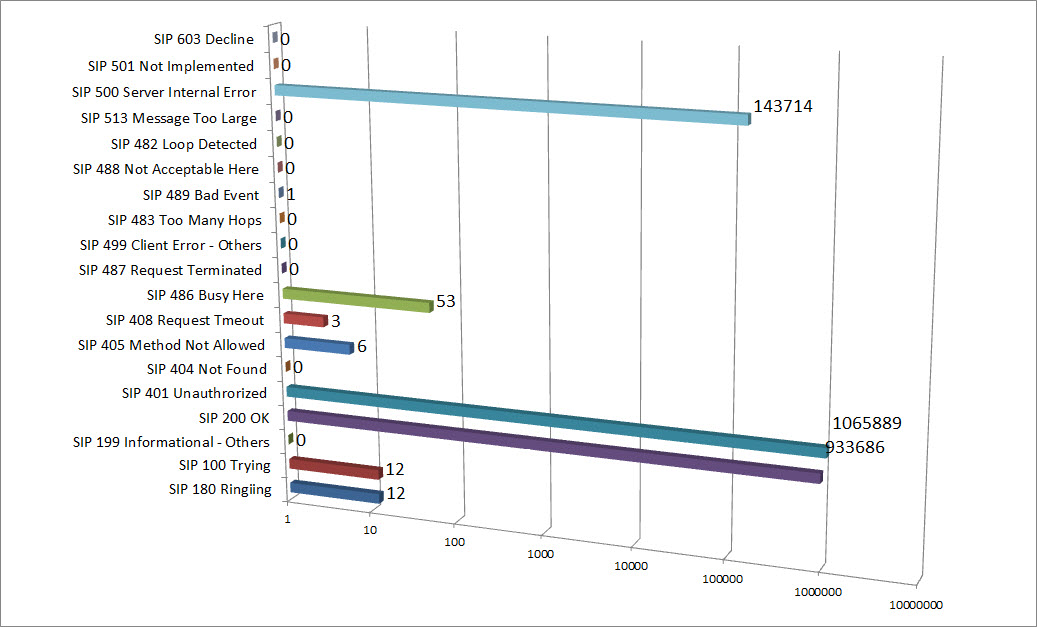 SIP 603 Decline 0
SIP 501 Not Implemented 0
SIP 500 Server Internal Error 143714
SIP 513 Message Too Large 0
SIP 482 Loop Detected 0
SIP 488 Not Acceptable Here 0
SIP 489 Bad Event 1
SIP 483 Too Many Hops 0
SIP 499 Client Error - Others 0
SIP 487 Request Terminated 0
SIP 486 Busy Here 53
SIP 408 Request Tmeout 3
SIP 405 Method Not Allowed 6
SIP 404 Not Found 0
SIP 401 Unauthrorized 1065889
SIP 200 OK 933686
SIP 199 Informational - Others 0
SIP 100 Trying 12
SIP 180 Ringiing 12
1 10 100 1000 10000 100000 1000000 10000000